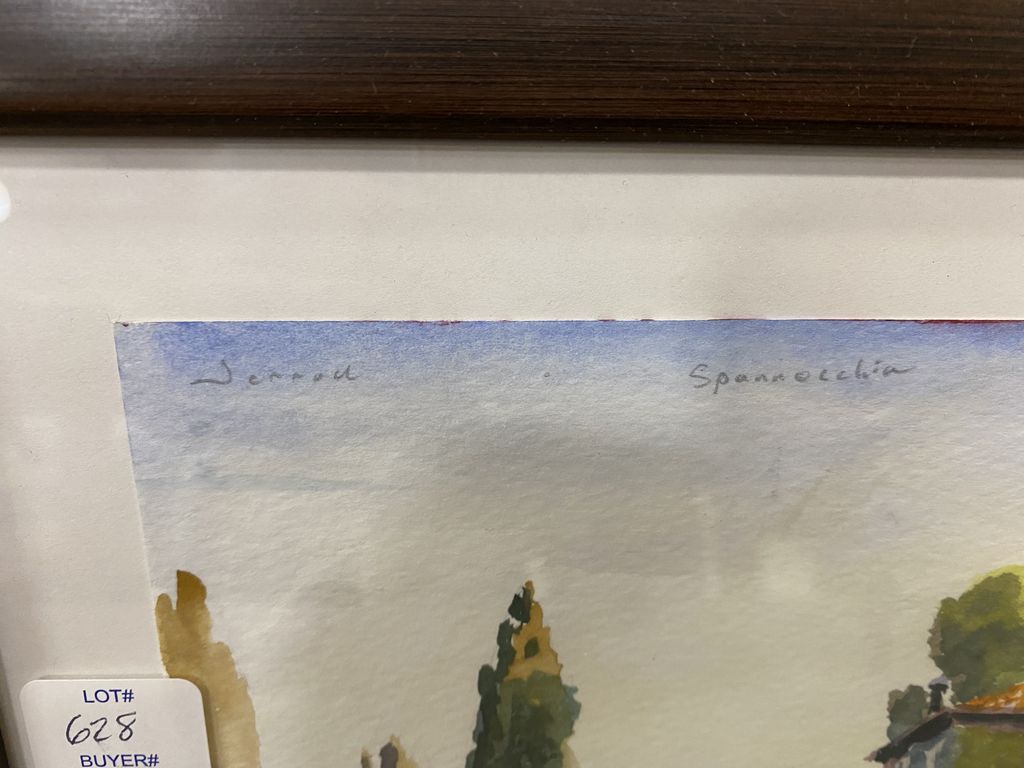 Jerrod Spannocchia
LOT#
628
BUYER#